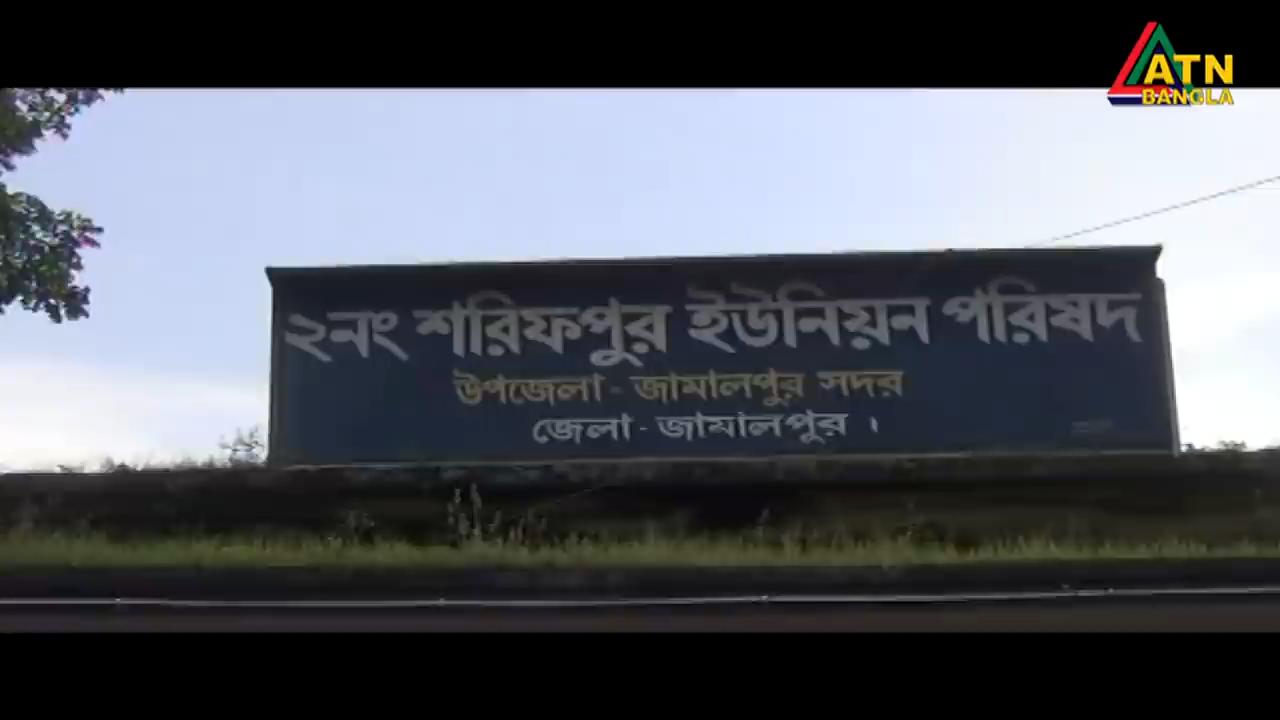 ATN
BANGLA
২নং শরিফপুর ইউনিয়ন পরিষদ
উপজেলা - জামালপুর সদর
জেলা - জামালপুর ।